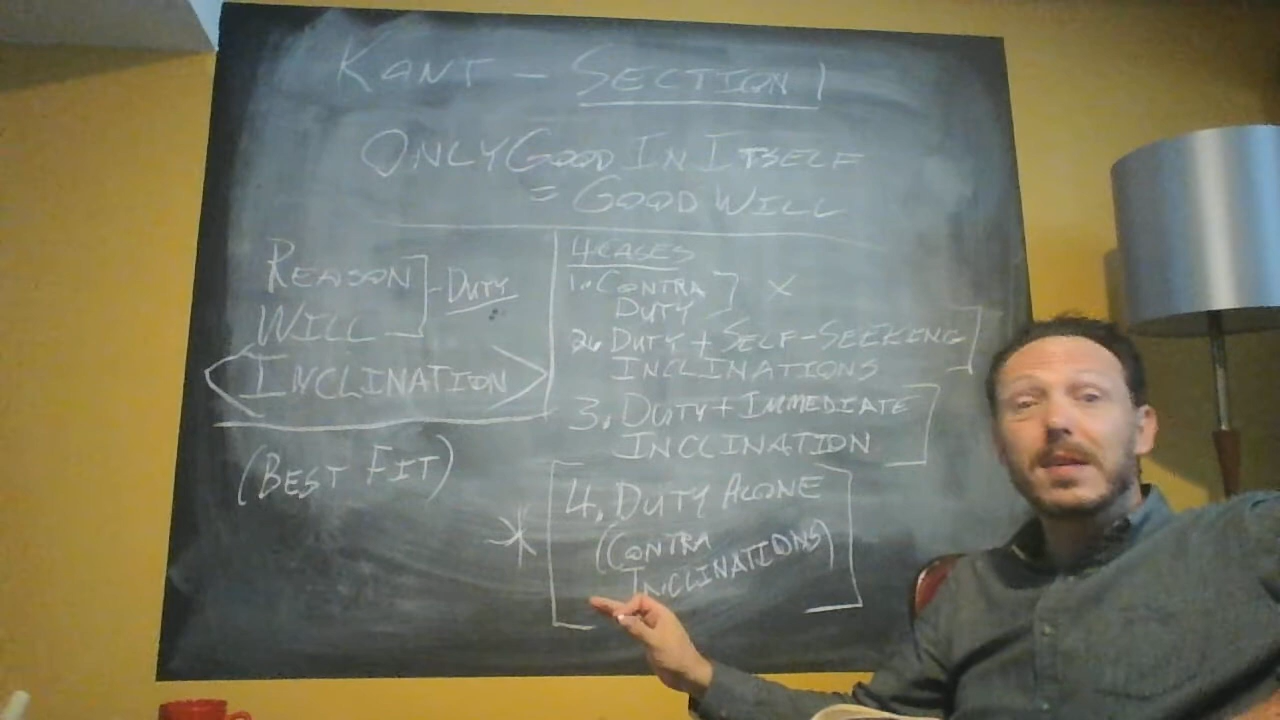 KANT - SECTION 1
ONLY GOOD IN ITSELF
= GOOD WILL
REASON
WILL
- DUTY
<INCLINATION>
(BEST FIT)
4 CASES
1. CONTRA
DUTY
X
2. DUTY + SELF-SEEKING
INCLINATIONS
3. DUTY + IMMEDIATE
INCLINATION
* 4. DUTY ALONE
(CONTRA
INCLINATIONS)